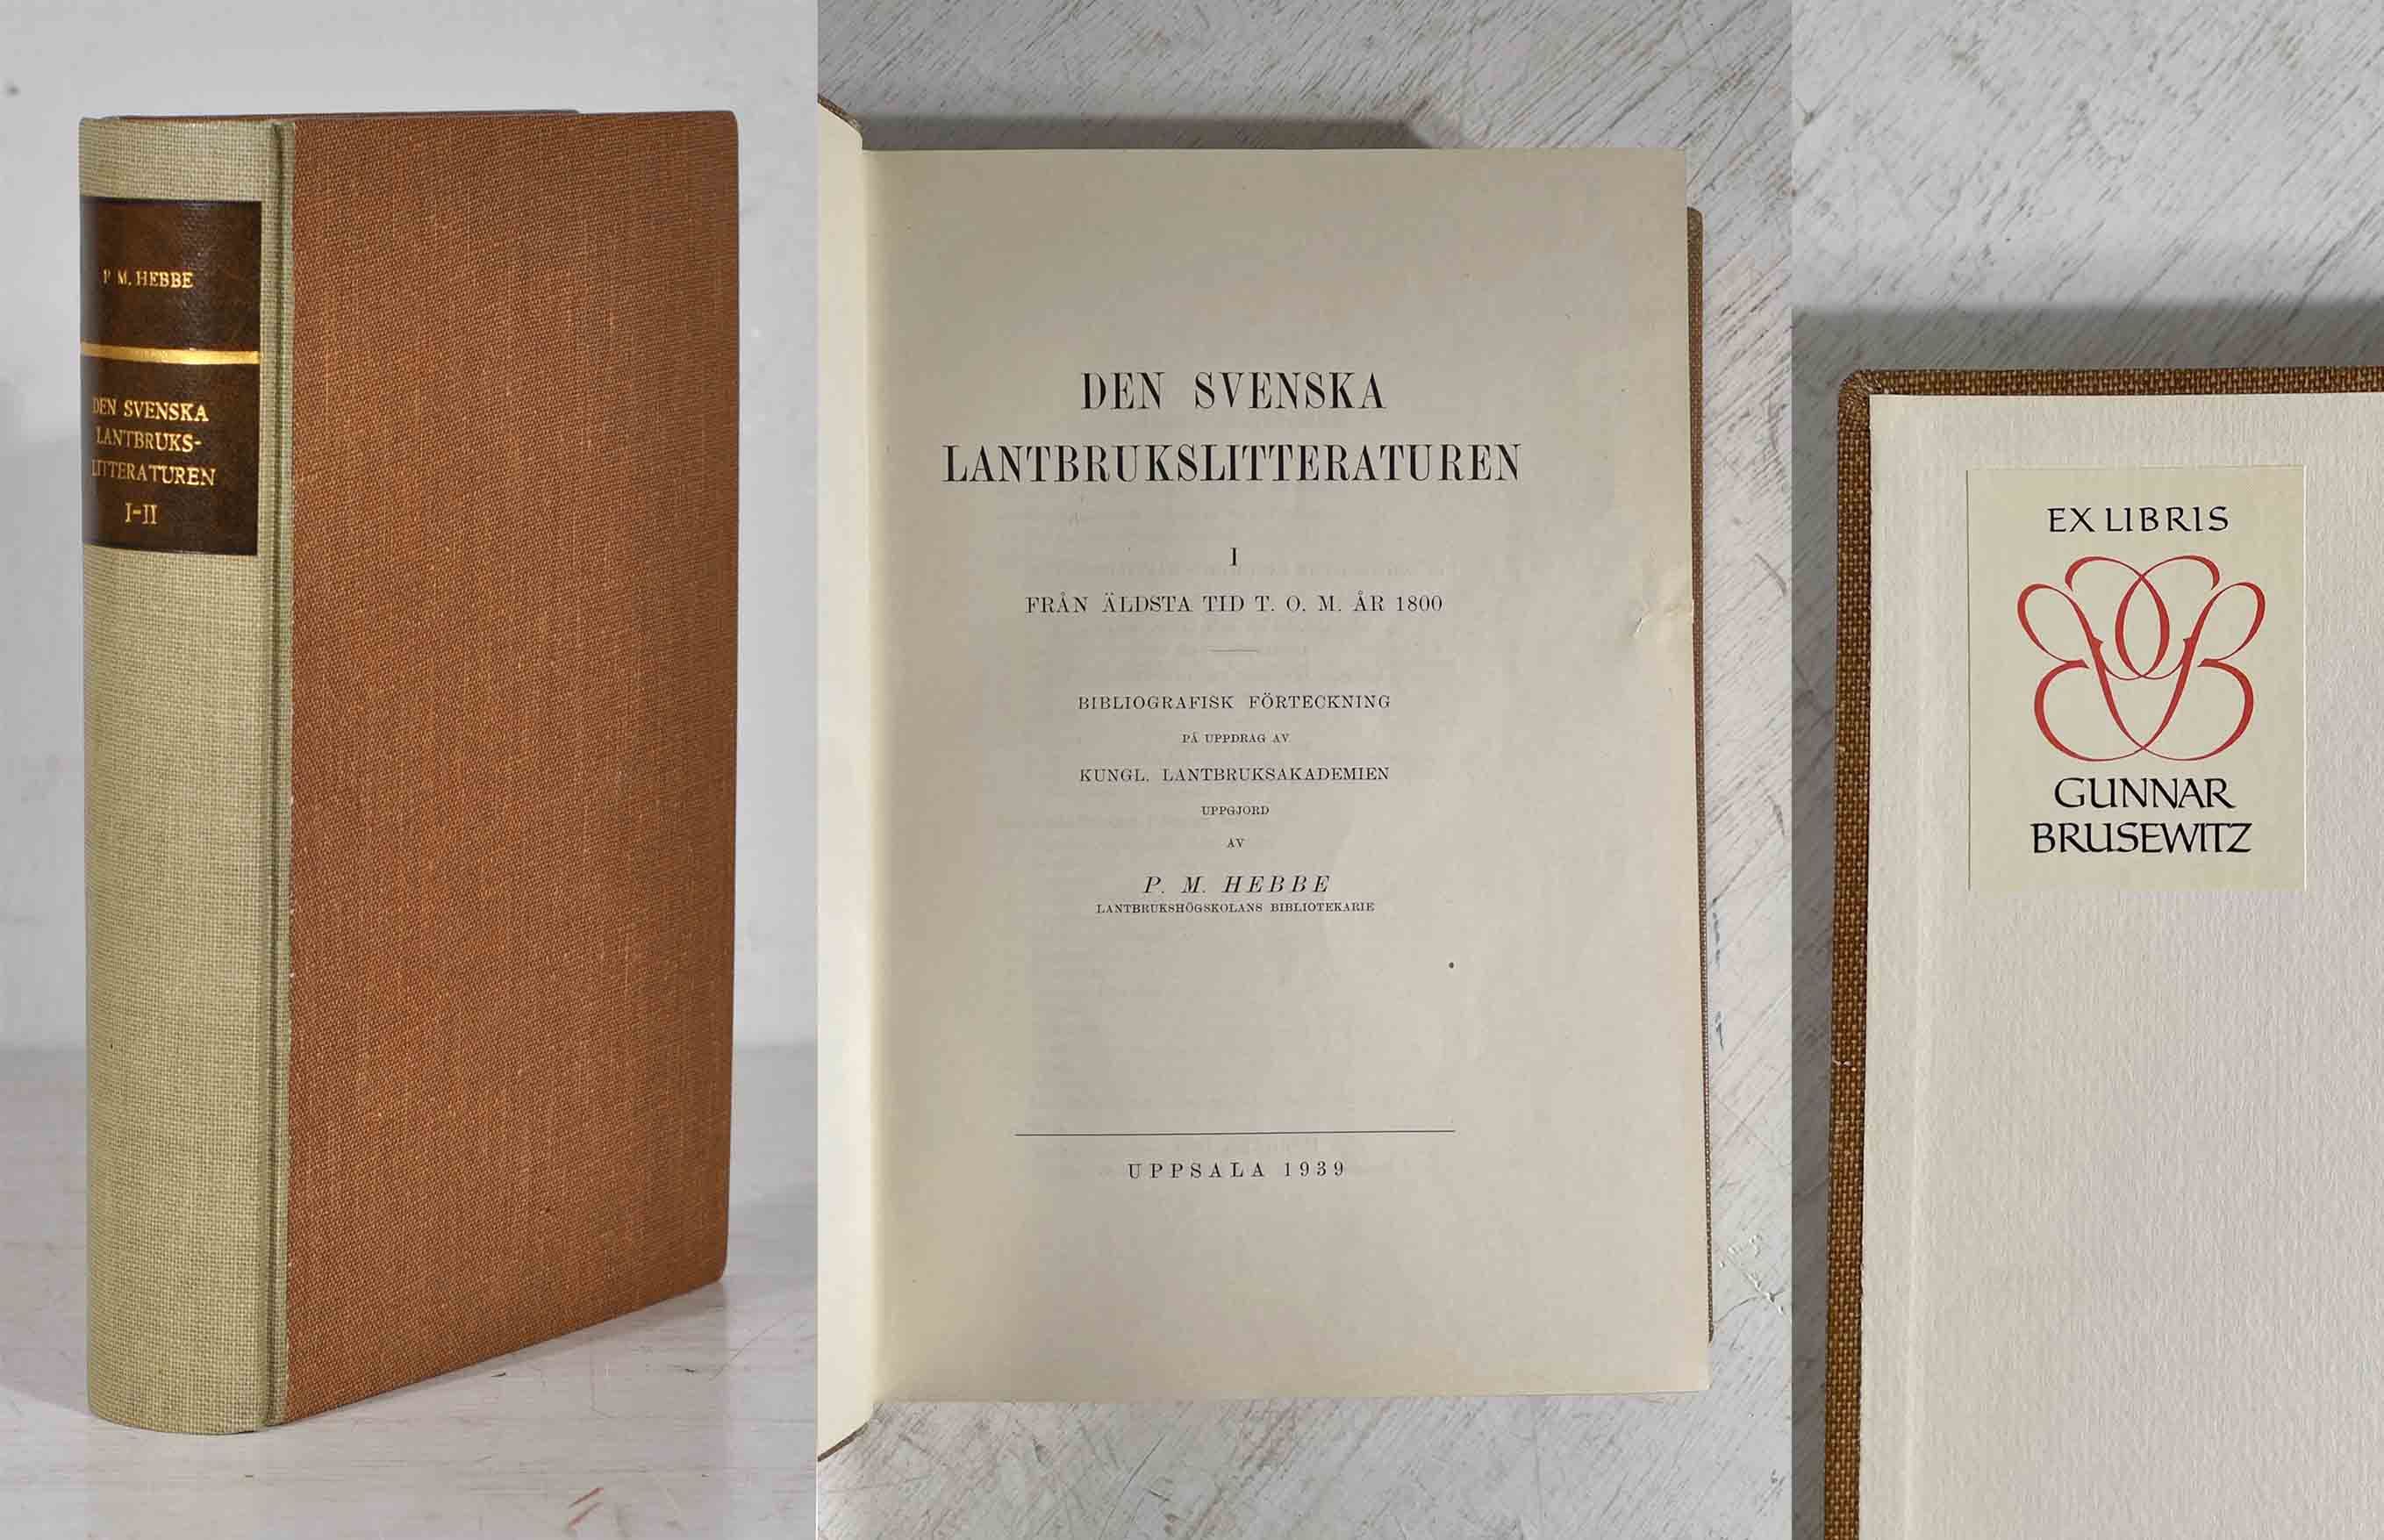 P. M. HEBBE
DEN SVENSKA
LANTBRUKS-
LITTERATUREN
I-II
DEN SVENSKA
LANTBRUKSLITTERATUREN
I
FRÅN ÄLDSTA TID T. O. M. ÅR 1800
BIBLIOGRAFISK FÖRTECKNING
PÅ UPPDRAG AV
KUNGL. LANTBRUKSAKADEMIEN
UPPGJORD
AV
P. M. HEBBE
LANTBRUKSHÖGSKOLANS BIBLIOTEKARIE
UPPSALA 1939
EX LIBRIS
GUNNAR
BRUSEWITZ